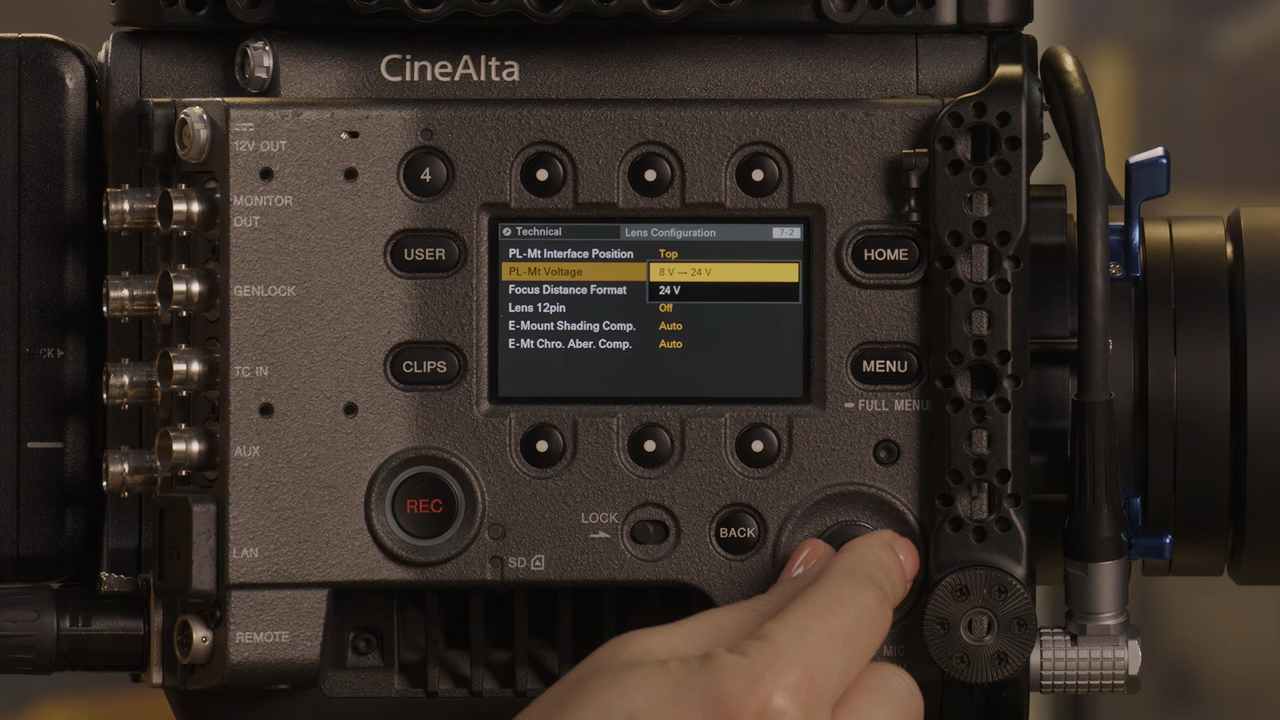 CineAlta
12V OUT
MONITOR
OUT
GENLOCK
TC IN
AUX
LAN
REMOTE
4
USER
CLIPS
REC
Technical
Lens Configuration
7-2
PL-Mt Interface Position
Top
PL-Mt Voltage
8 V → 24 V
Focus Distance Format
24 V
Lens 12pin
Off
E-Mount Shading Comp.
Auto
E-Mt Chro. Aber. Comp.
Auto
HOME
MENU
FULL MENU
LOCK
BACK
SD
MIC